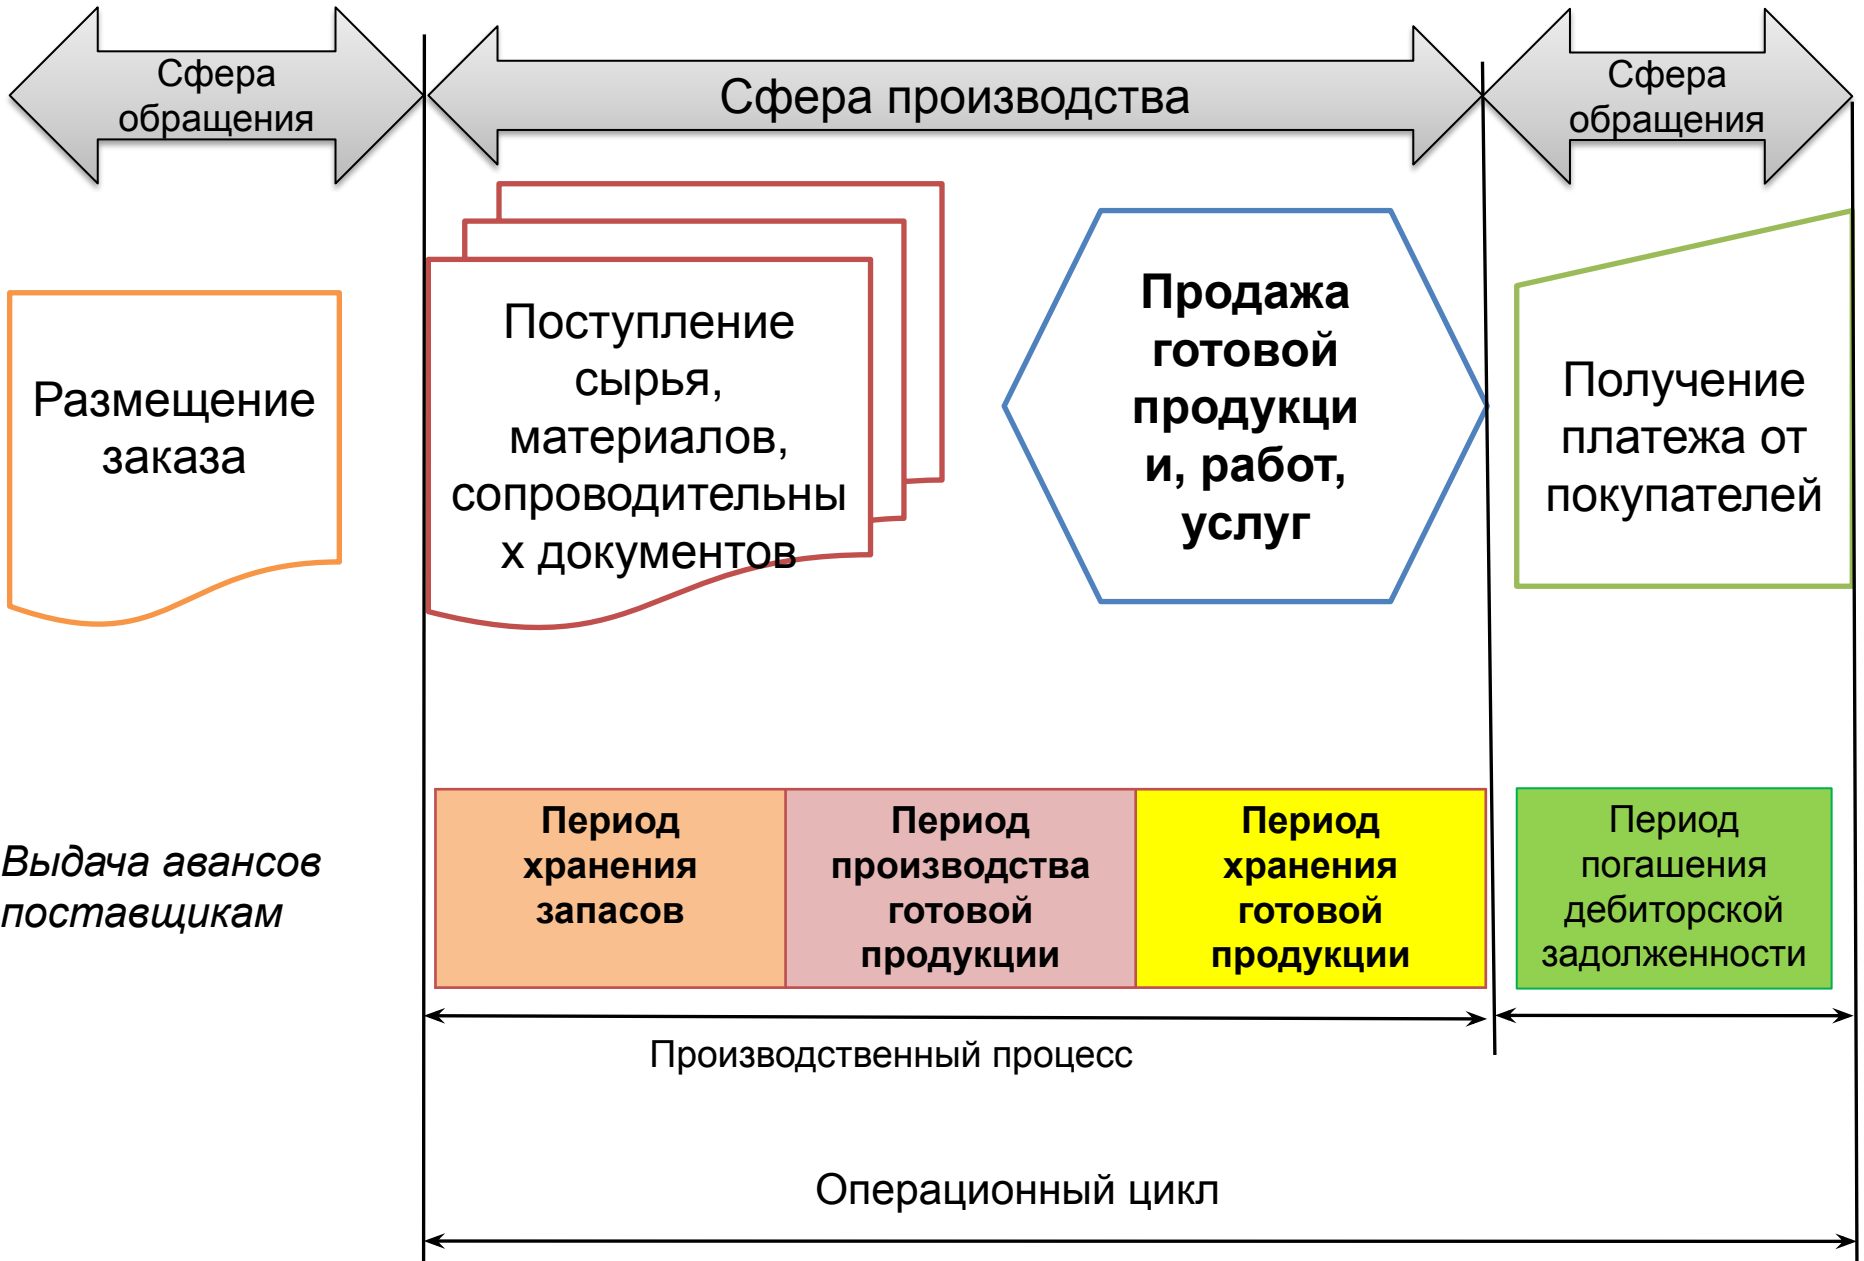 Сфера
обращения
Сфера производства
Сфера
обращения
Размещение
заказа
Поступление
сырья,
материалов,
сопроводительны
х документов
Продажа
готовой
продукци
и, работ,
услуг
Получение
платежа от
покупателей
Выдача авансов
поставщикам
Период
хранения
запасов
Период
производства
готовой
продукции
Период
хранения
готовой
продукции
Период
погашения
дебиторской
задолженности
Производственный процесс
Операционный цикл